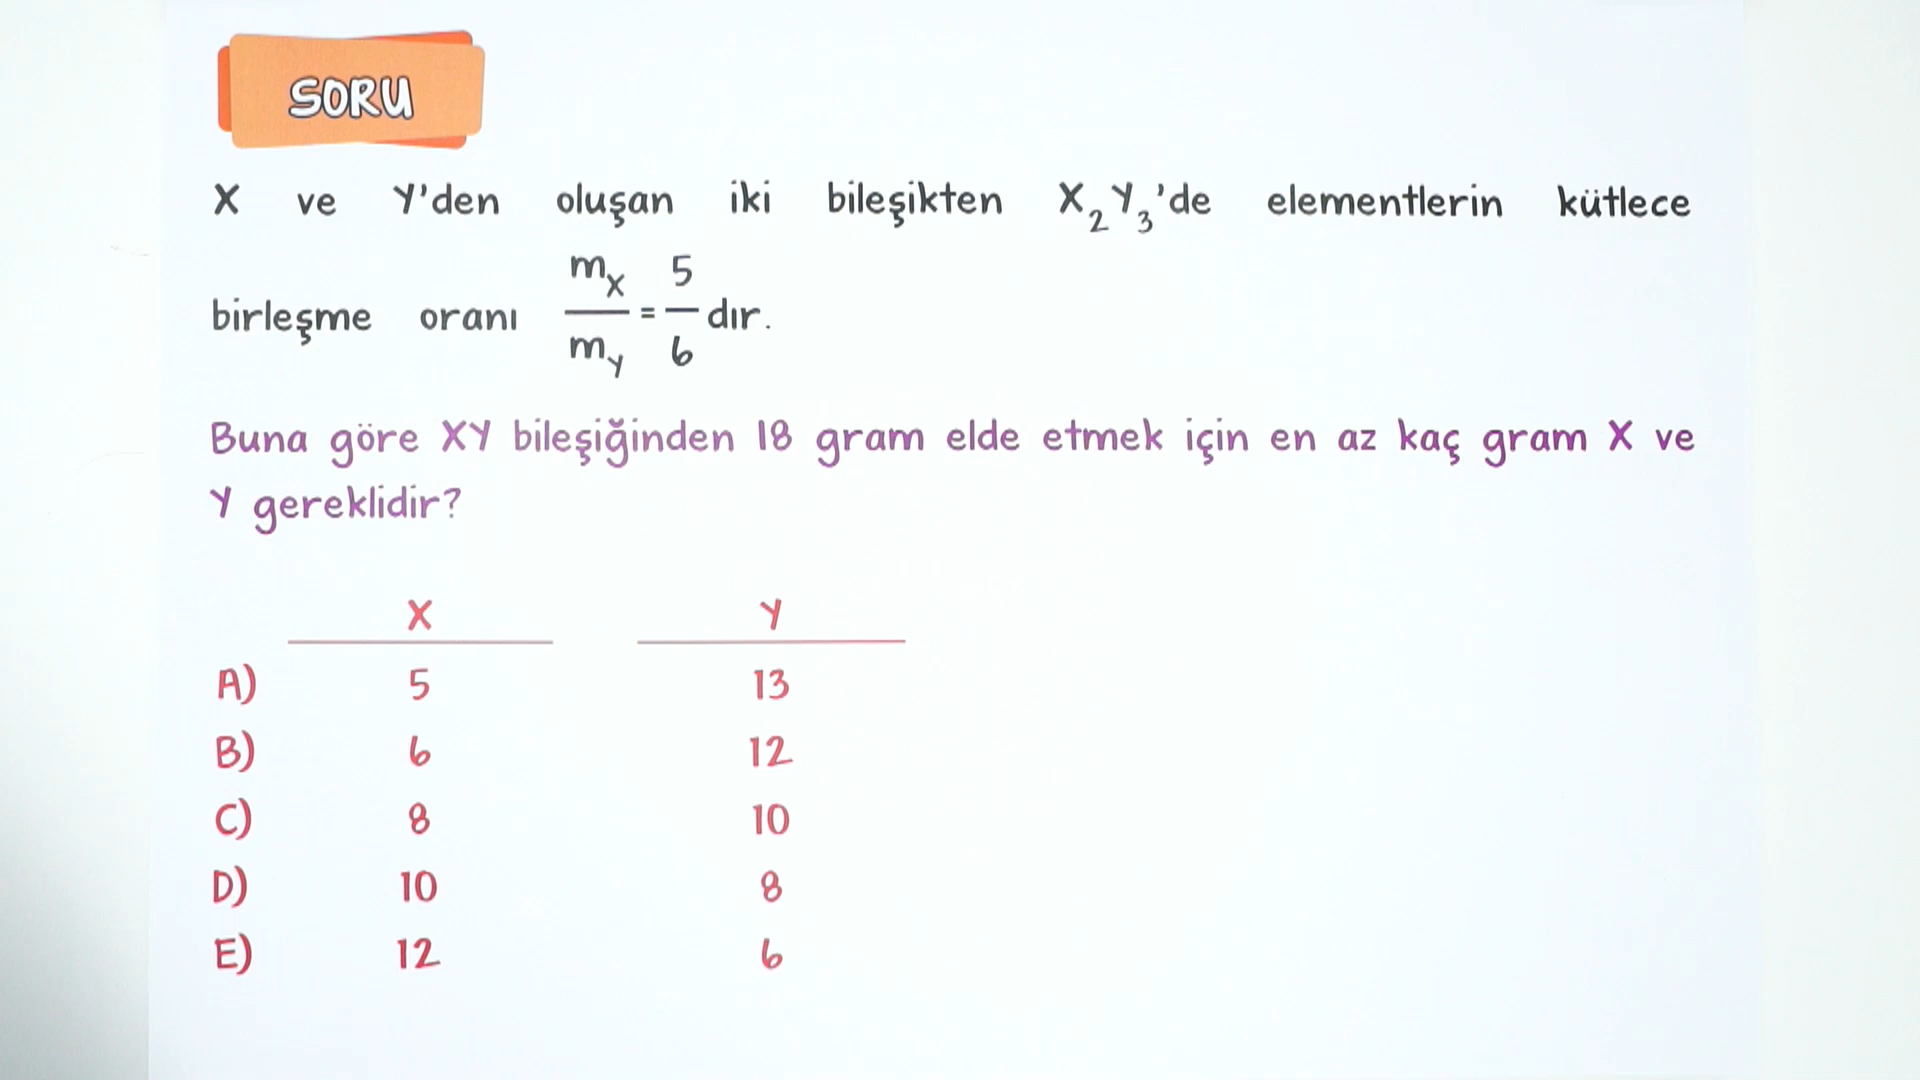 SORU
X ve Y'den oluşan iki bileşikten X₂Y₃'de elementlerin kütlece
birleşme oranı mX/mY = 5/6 dır.
Buna göre XY bileşiğinden 18 gram elde etmek için en az kaç gram X ve
Y gereklidir?
X Y
A) 5 13
B) 6 12
C) 8 10
D) 10 8
E) 12 6